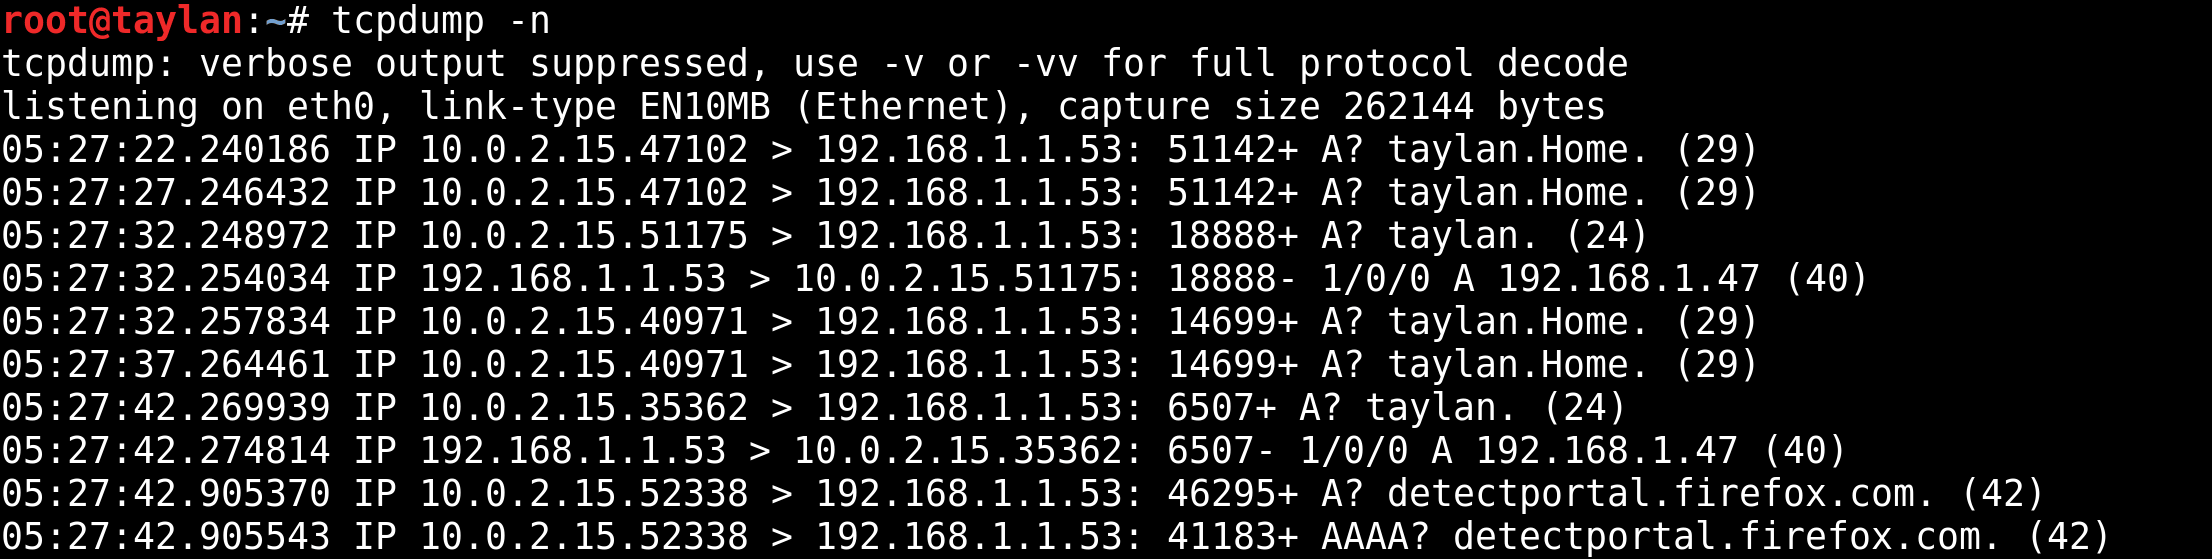 root@taylan:~# tcpdump -n
tcpdump: verbose output suppressed, use -v or -vv for full protocol decode
listening on eth0, link-type EN10MB (Ethernet), capture size 262144 bytes
05:27:22.240186 IP 10.0.2.15.47102 > 192.168.1.1.53: 51142+ A? taylan.Home. (29)
05:27:27.246432 IP 10.0.2.15.47102 > 192.168.1.1.53: 51142+ A? taylan.Home. (29)
05:27:32.248972 IP 10.0.2.15.51175 > 192.168.1.1.53: 18888+ A? taylan. (24)
05:27:32.254034 IP 192.168.1.1.53 > 10.0.2.15.51175: 18888- 1/0/0 A 192.168.1.47 (40)
05:27:32.257834 IP 10.0.2.15.40971 > 192.168.1.1.53: 14699+ A? taylan.Home. (29)
05:27:37.264461 IP 10.0.2.15.40971 > 192.168.1.1.53: 14699+ A? taylan.Home. (29)
05:27:42.269939 IP 10.0.2.15.35362 > 192.168.1.1.53: 6507+ A? taylan. (24)
05:27:42.274814 IP 192.168.1.1.53 > 10.0.2.15.35362: 6507- 1/0/0 A 192.168.1.47 (40)
05:27:42.905370 IP 10.0.2.15.52338 > 192.168.1.1.53: 46295+ A? detectportal.firefox.com. (42)
05:27:42.905543 IP 10.0.2.15.52338 > 192.168.1.1.53: 41183+ AAAA? detectportal.firefox.com. (42)